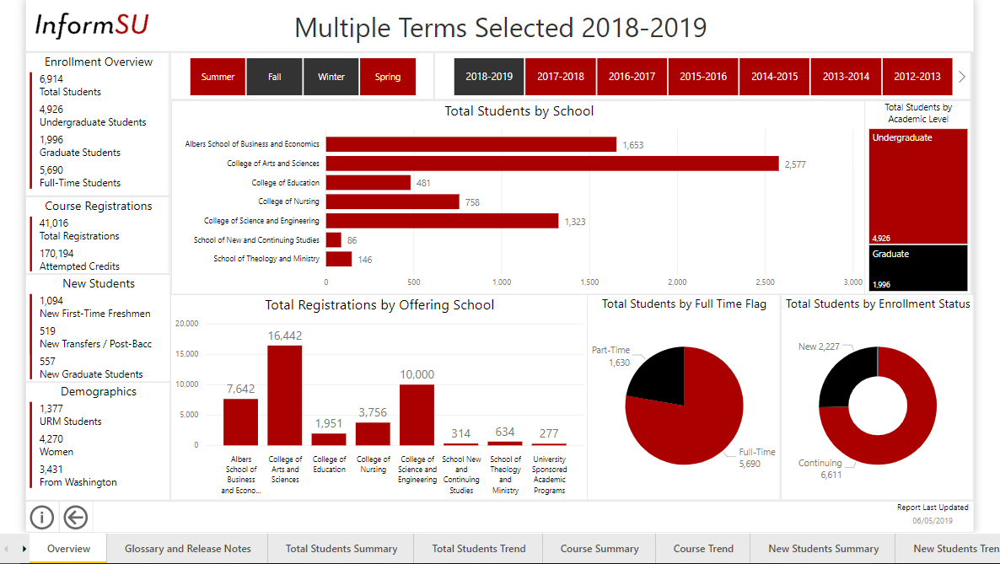 InformSU
Multiple Terms Selected 2018-2019
Enrollment Overview
6,914
Total Students
4,926
Undergraduate Students
1,996
Graduate Students
5,690
Full-Time Students
Course Registrations
41,016
Total Registrations
170,194
Attempted Credits
New Students
1,094
New First-Time Freshmen
519
New Transfers / Post-Bacc
557
New Graduate Students
Demographics
1,377
URM Students
4,270
Women
3,431
From Washington
Summer Fall Winter Spring
2018-2019 2017-2018 2016-2017 2015-2016 2014-2015 2013-2014 2012-2013
Total Students by School
Albers School of Business and Economics 1,653
College of Arts and Sciences 2,577
College of Education 481
College of Nursing 758
College of Science and Engineering 1,323
School of New and Continuing Studies 86
School of Theology and Ministry 146
0 500 1,000 1,500 2,000 2,500 3,000
Total Students by
Academic Level
Undergraduate
4,926
Graduate
1,996
Total Registrations by Offering School
20,000
15,000
10,000
5,000
0
7,642
16,442
1,951
3,756
10,000
314
634
277
Albers
School of
Business
and Econo...
College of
Arts and
Sciences
College of
Education
College of
Nursing
College of
Science and
Engineering
School New
and
Continuing
Studies
School of
Theology
and
Ministry
University
Sponsored
Academic
Programs
Total Students by Full Time Flag
Part-Time
1,630
Full-Time
5,690
Total Students by Enrollment Status
New 2,227
Continuing
6,611
Report Last Updated
06/05/2019
Overview Glossary and Release Notes Total Students Summary Total Students Trend Course Summary Course Trend New Students Summary New Students Tren